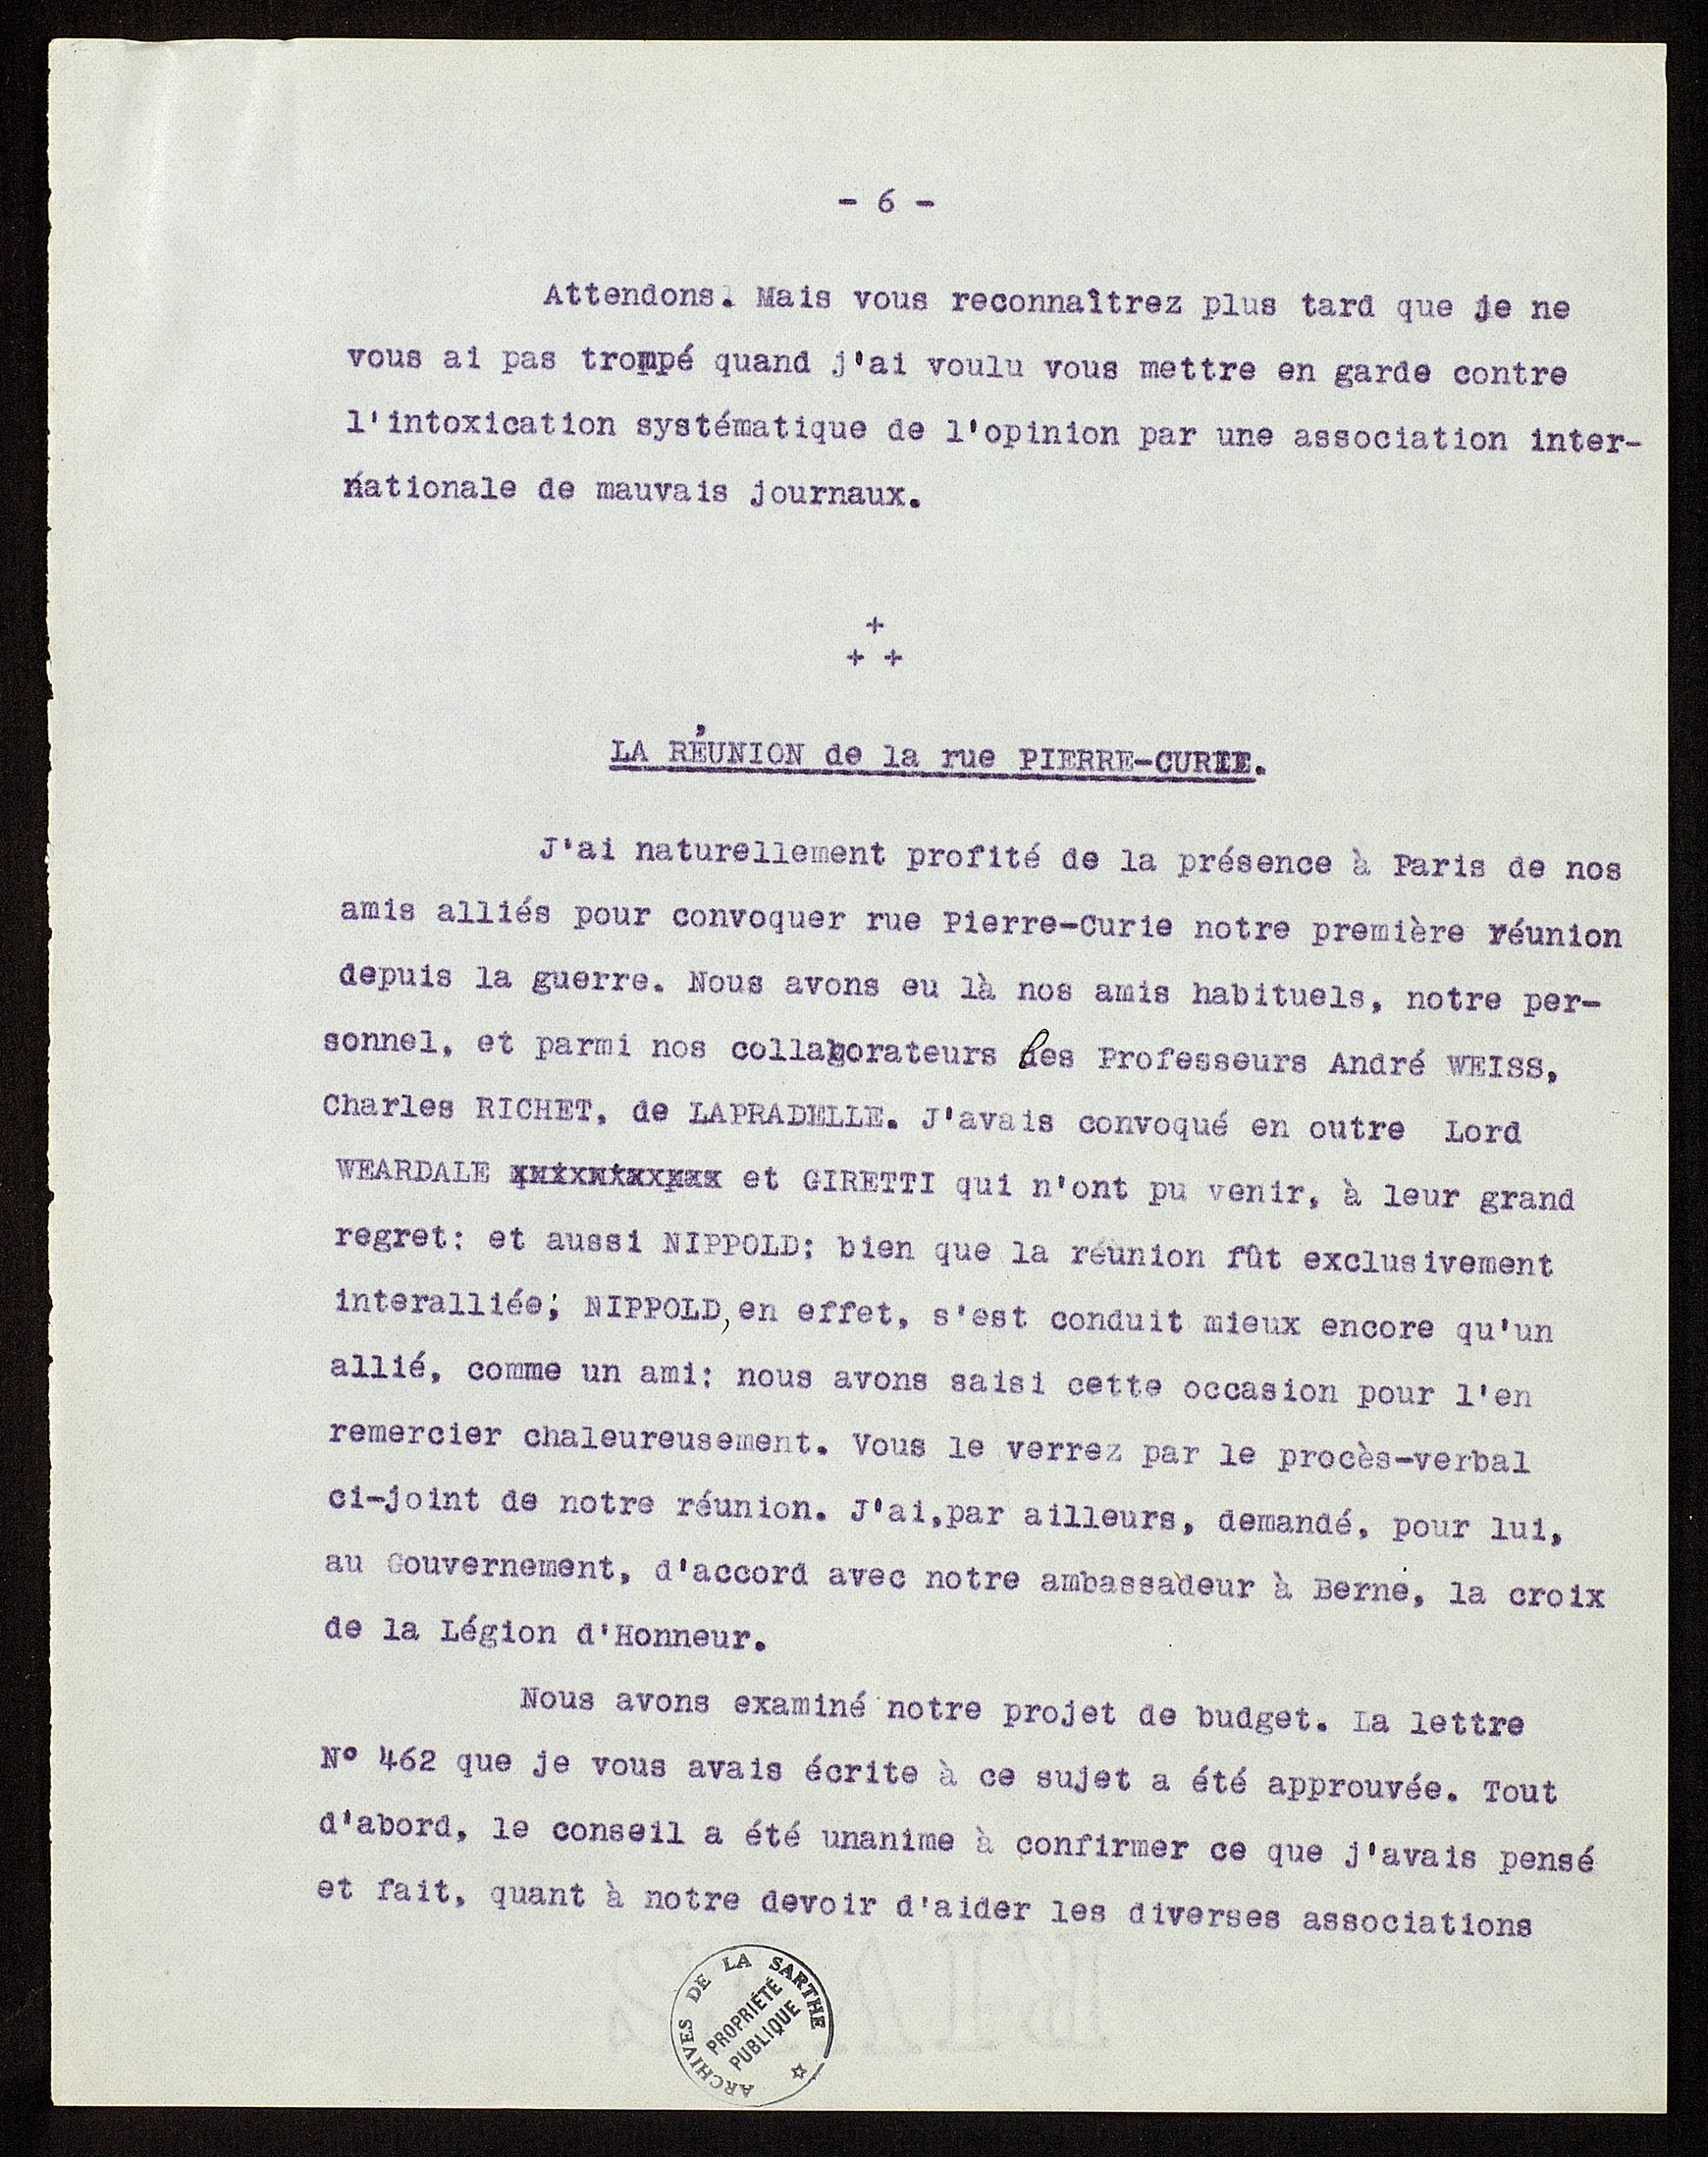 - 6 -
Attendons. Mais vous reconnaîtrez plus tard que je ne
vous ai pas trompé quand j'ai voulu vous mettre en garde contre
l'intoxication systématique de l'opinion par une association inter-
nationale de mauvais journaux.
+
+ +
LA RÉUNION de la rue PIERRE-CURIE.
J'ai naturellement profité de la présence à Paris de nos
amis alliés pour convoquer rue Pierre-Curie notre première réunion
depuis la guerre. Nous avons eu là nos amis habituels, notre per-
sonnel, et parmi nos collaborateurs les Professeurs André WEISS,
Charles RICHET, de LAPRADELLE. J'avais convoqué en outre Lord
WEARDALE et GIRETTI qui n'ont pu venir, à leur grand
regret: et aussi NIPPOLD; bien que la réunion fût exclusivement
interalliée; NIPPOLD, en effet, s'est conduit mieux encore qu'un
allié, comme un ami: nous avons saisi cette occasion pour l'en
remercier chaleureusement. Vous le verrez par le procès-verbal
ci-joint de notre réunion. J'ai,par ailleurs, demandé, pour lui,
au Gouvernement, d'accord avec notre ambassadeur à Berne, la croix
de la Légion d'Honneur.
Nous avons examiné notre projet de budget. La lettre
N° 462 que je vous avais écrite à ce sujet a été approuvée. Tout
d'abord, le conseil a été unanime à confirmer ce que j'avais pensé
et fait, quant à notre devoir d'aider les diverses associations
ARCHIVES DE LA SARTHE
PROPRIÉTÉ
PUBLIQUE